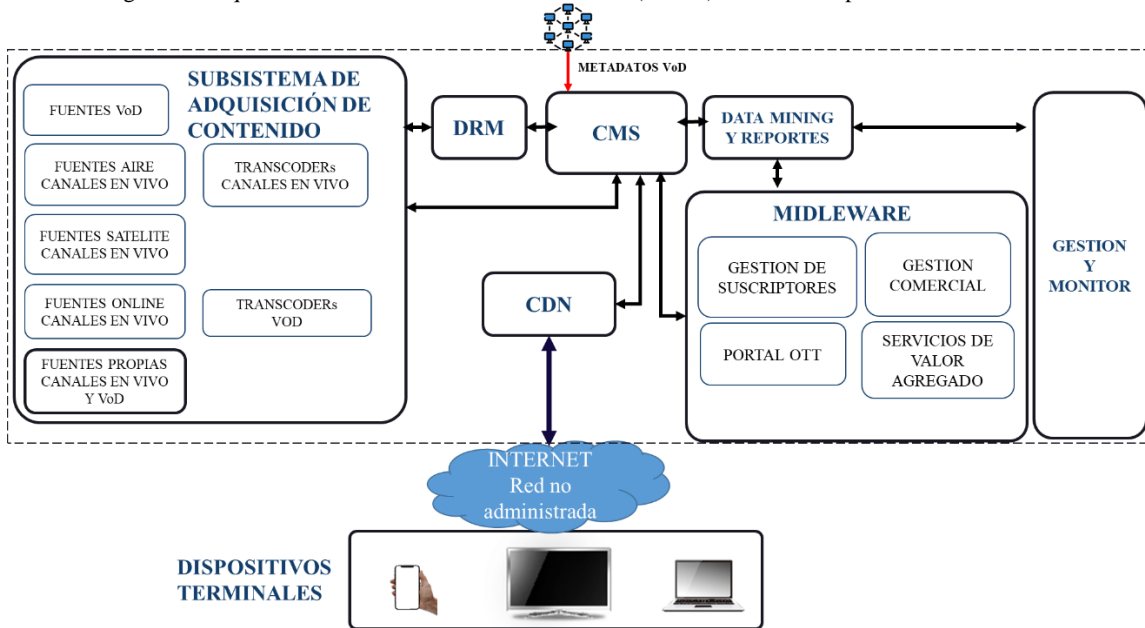 METADATOS VoD
SUBSISTEMA DE
ADQUISICIÓN DE
CONTENIDO
FUENTES VoD
FUENTES AIRE
CANALES EN VIVO
TRANSCODERs
CANALES EN VIVO
FUENTES SATELITE
CANALES EN VIVO
FUENTES ONLINE
CANALES EN VIVO
TRANSCODERs
VOD
FUENTES PROPIAS
CANALES EN VIVO
Y VoD
DRM
CMS
DATA MINING
Y REPORTES
MIDLEWARE
GESTION DE
SUSCRIPTORES
GESTION
COMERCIAL
PORTAL OTT
SERVICIOS DE
VALOR
AGREGADO
GESTION
Y
MONITOR
CDN
INTERNET
Red no
administrada
DISPOSITIVOS
TERMINALES